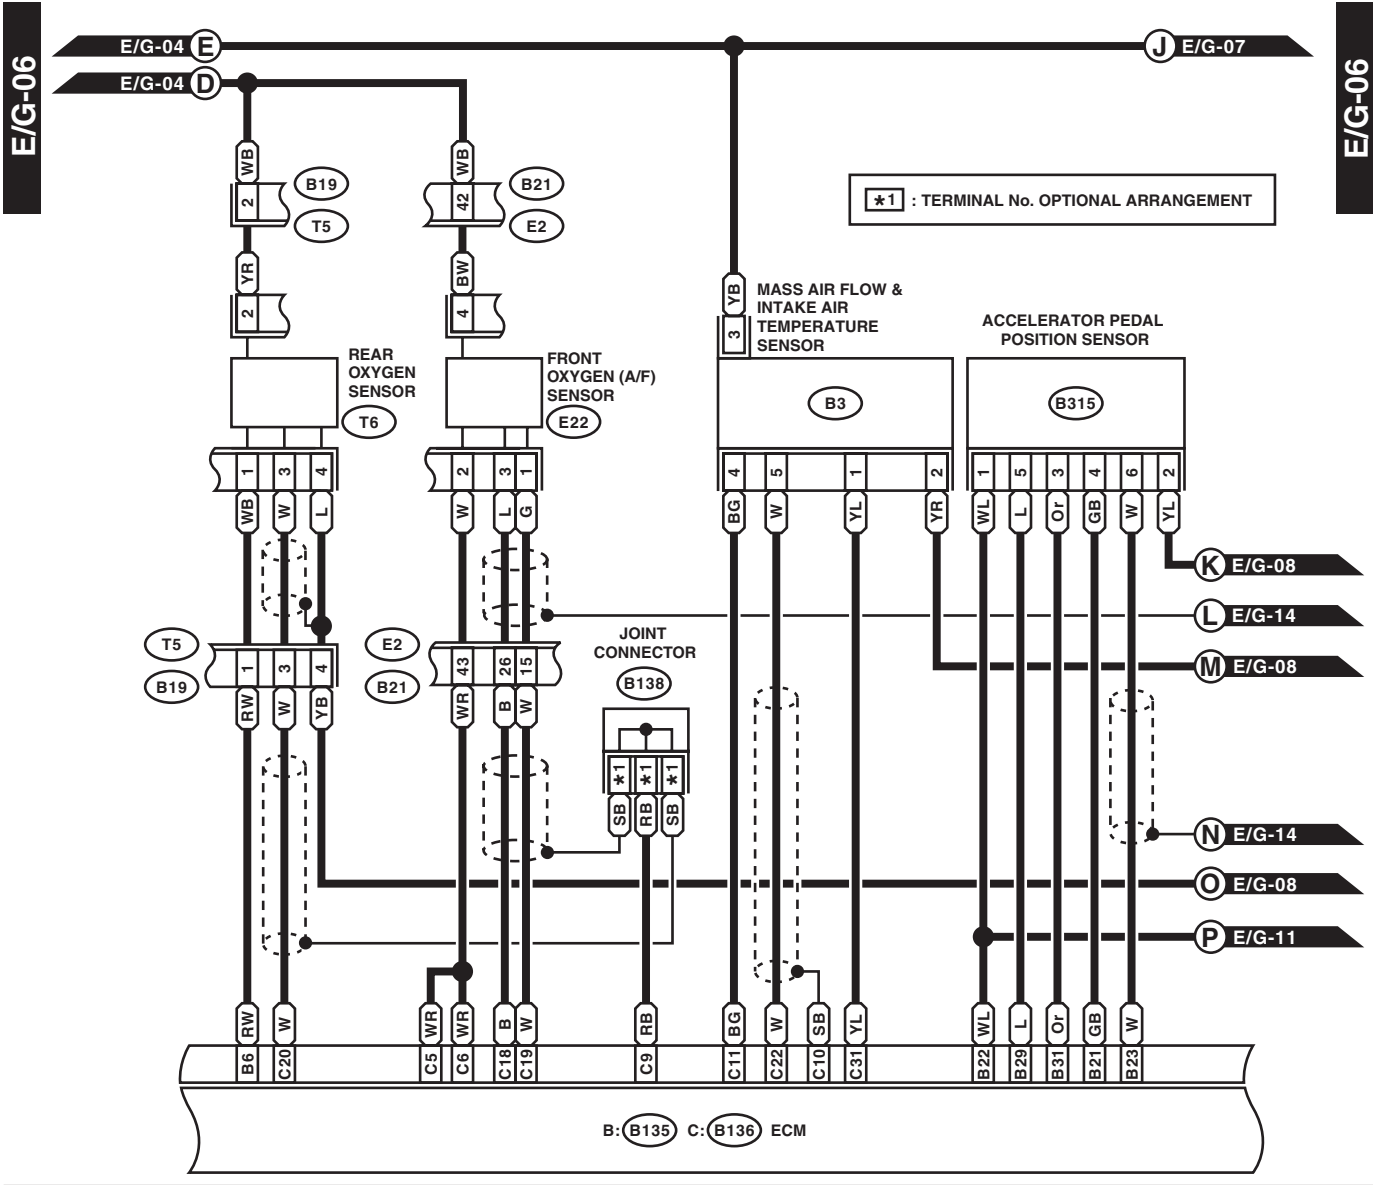 E/G-06
E/G-06
E/G-04 E
J E/G-07
E/G-04 D
WB
WB
2
B19
T5
42
B21
E2
*1 : TERMINAL No. OPTIONAL ARRANGEMENT
YR
BW
2
4
YB
3
MASS AIR FLOW &
INTAKE AIR
TEMPERATURE
SENSOR
ACCELERATOR PEDAL
POSITION SENSOR
REAR
OXYGEN
SENSOR
T6
FRONT
OXYGEN (A/F)
SENSOR
E22
B3
B315
1 3 4
2 3 1
4 5 1 2
1 5 3 4 6 2
WB W L
W L G
BG W YL YR
WL L Or GB W YL
K E/G-08
L E/G-14
M E/G-08
T5
B19
1 3 4
E2
B21
43 26 15
JOINT
CONNECTOR
B138
RW W YB
WR B W
*1 *1 *1
SB RB SB
N E/G-14
O E/G-08
P E/G-11
RW W WR WR B W RB BG W SB YL WL L Or GB W
B6 C20 C5 C6 C18 C19 C9 C11 C22 C10 C31 B22 B29 B31 B21 B23
B: B135 C: B136 ECM